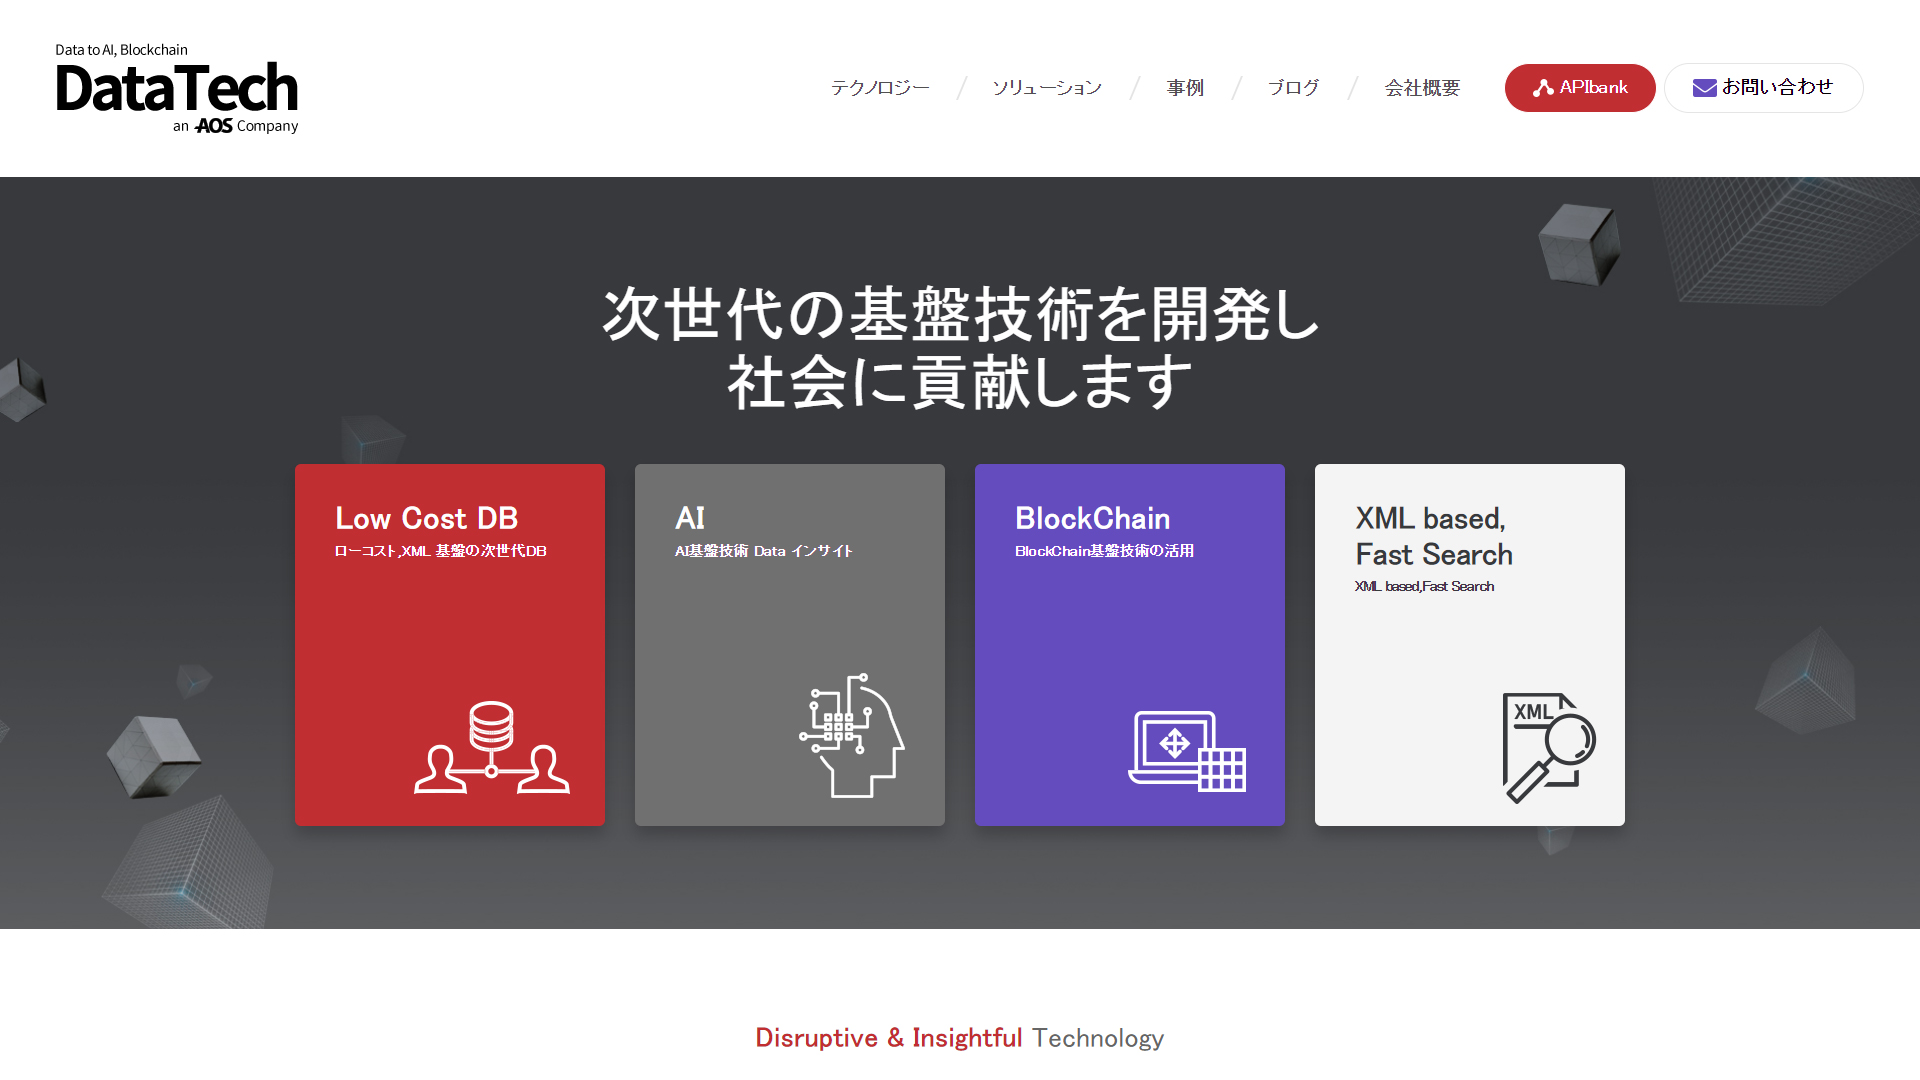 Data to AI, Blockchain
DataTech
an AOS Company
テクノロジー / ソリューション / 事例 / ブログ / 会社概要
APIbank
お問い合わせ
次世代の基盤技術を開発し
社会に貢献します
Low Cost DB
ローコスト,XML 基盤の次世代DB
AI
AI基盤技術 Data インサイト
BlockChain
BlockChain基盤技術の活用
XML based,
Fast Search
XML based,Fast Search
XML
Disruptive & Insightful Technology